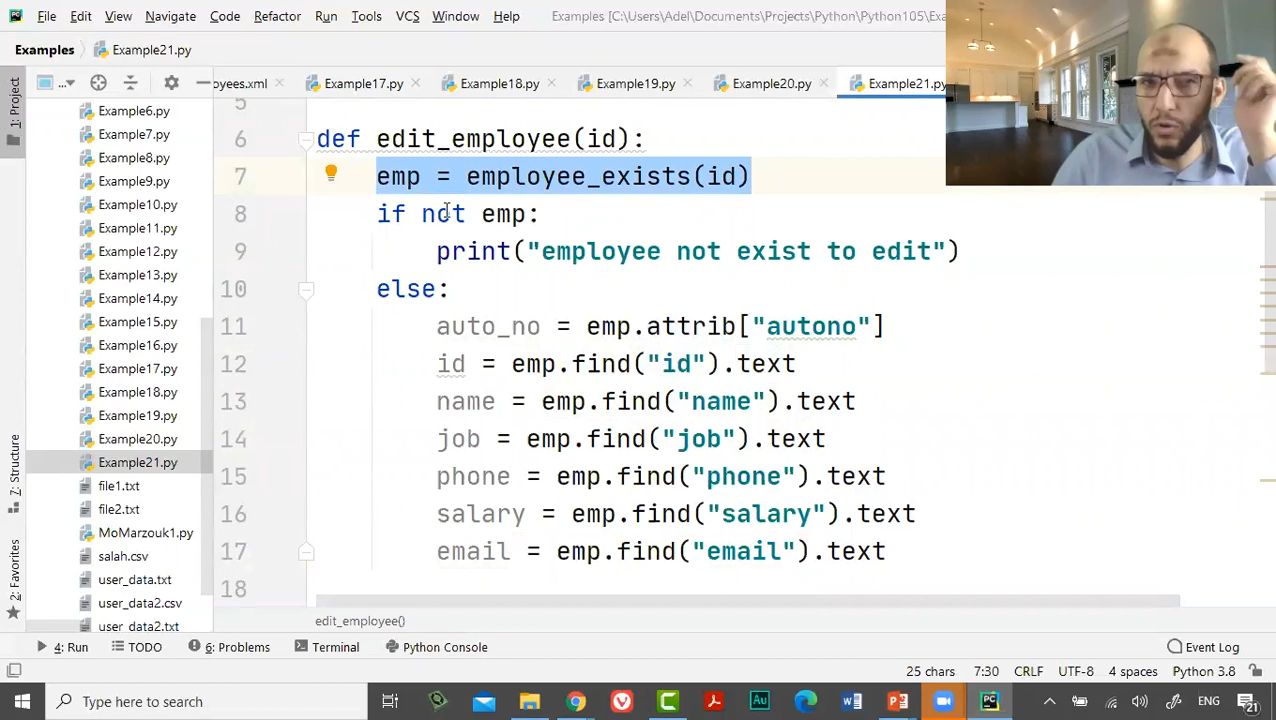 File Edit View Navigate Code Refactor Run Tools VCS Window Help Examples [C:\Users\Adel\Documents\Projects\Python\Python105\Exa
Examples Example21.py
1: Project
... oyees.xm Example17.py Example18.py Example19.py Example20.py Example21.py
Example6.py
Example7.py
Example8.py
Example9.py
Example10.py
Example11.py
Example12.py
Example13.py
Example14.py
Example15.py
Example16.py
Example17.py
Example18.py
Example19.py
Example20.py
Example21.py
file1.txt
file2.txt
MoMarzouk1.py
salah.csv
user_data.txt
user_data2.csv
user_data2.txt
7: Structure
2: Favorites
5
6 def edit_employee(id):
7 emp = employee_exists(id)
8 if not emp:
9 print("employee not exist to edit")
10 else:
11 auto_no = emp.attrib["autono"]
12 id = emp.find("id").text
13 name = emp.find("name").text
14 job = emp.find("job").text
15 phone = emp.find("phone").text
16 salary = emp.find("salary").text
17 email = emp.find("email").text
18
edit_employee()
4: Run TODO 6: Problems Terminal Python Console Event Log
25 chars 7:30 CRLF UTF-8 4 spaces Python 3.8
Type here to search ENG 21